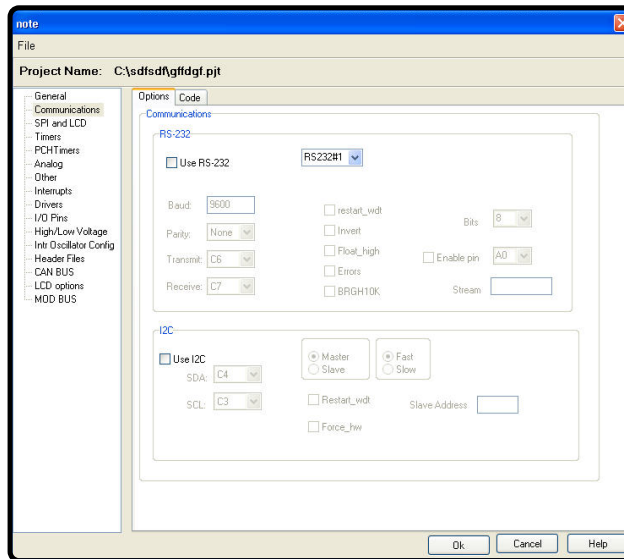 note
File
Project Name: C:\sdfsdf\gffdgf.pjt
General
Communications
SPI and LCD
Timers
PCHTimers
Analog
Other
Interrupts
Drivers
I/O Pins
High/Low Voltage
Intr Oscillator Config
Header Files
CAN BUS
LCD options
MOD BUS
Options Code
Communications
RS-232
Use RS-232 RS232#1
Baud: 9600 restart_wdt Bits 8
Parity: None Invert
Transmit: C6 Float_high Enable pin A0
Receive: C7 Errors
BRGH10K Stream
I2C
Use I2C Master Fast
SDA: C4 Slave Slow
SCL: C3 Restart_wdt Slave Address
Force_hw
Ok Cancel Help